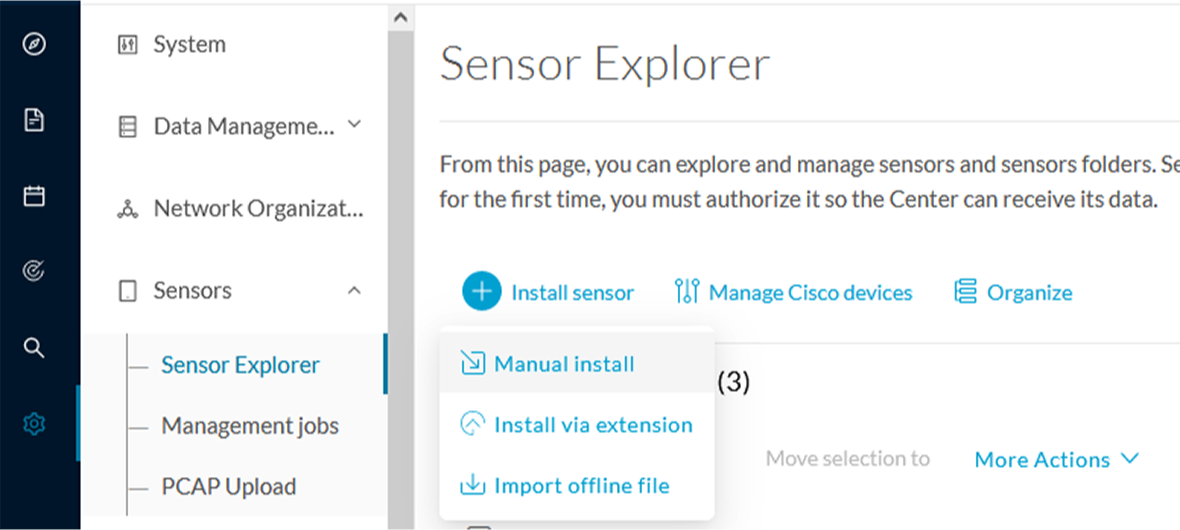 System
Data Manageme...
Network Organizat...
Sensors
Sensor Explorer
Management jobs
PCAP Upload
Sensor Explorer
From this page, you can explore and manage sensors and sensors folders. Se
for the first time, you must authorize it so the Center can receive its data.
Install sensor Manage Cisco devices Organize
Manual install
Install via extension
Import offline file
(3)
Move selection to More Actions